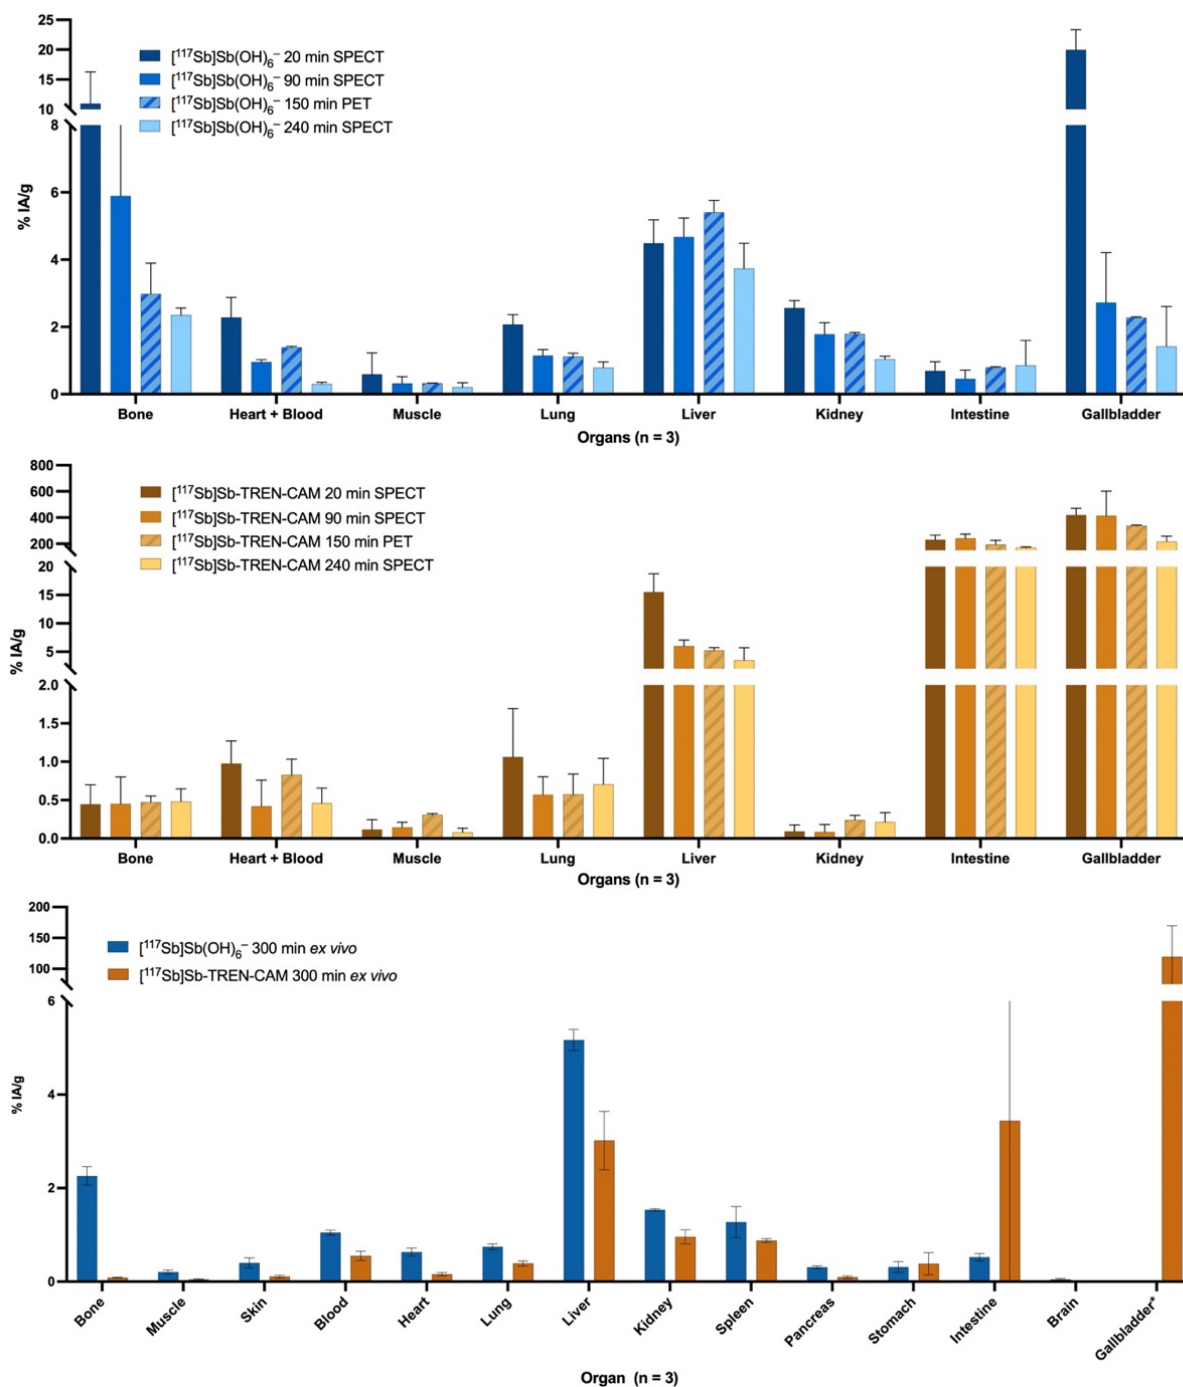 25
20
15
10
8
6
4
2
0
% IA/g
[¹¹⁷Sb]Sb(OH)₆⁻ 20 min SPECT
[¹¹⁷Sb]Sb(OH)₆⁻ 90 min SPECT
[¹¹⁷Sb]Sb(OH)₆⁻ 150 min PET
[¹¹⁷Sb]Sb(OH)₆⁻ 240 min SPECT
Bone Heart + Blood Muscle Lung Liver Kidney Intestine Gallbladder
Organs (n = 3)
800
600
400
200
20
15
10
5
2.0
1.5
1.0
0.5
0.0
% IA/g
[¹¹⁷Sb]Sb-TREN-CAM 20 min SPECT
[¹¹⁷Sb]Sb-TREN-CAM 90 min SPECT
[¹¹⁷Sb]Sb-TREN-CAM 150 min PET
[¹¹⁷Sb]Sb-TREN-CAM 240 min SPECT
Bone Heart + Blood Muscle Lung Liver Kidney Intestine Gallbladder
Organs (n = 3)
200
150
100
6
4
2
0
% IA/g
[¹¹⁷Sb]Sb(OH)₆⁻ 300 min ex vivo
[¹¹⁷Sb]Sb-TREN-CAM 300 min ex vivo
Bone Muscle Skin Blood Heart Lung Liver Kidney Spleen Pancreas Stomach Intestine Brain Gallbladder*
Organ (n = 3)